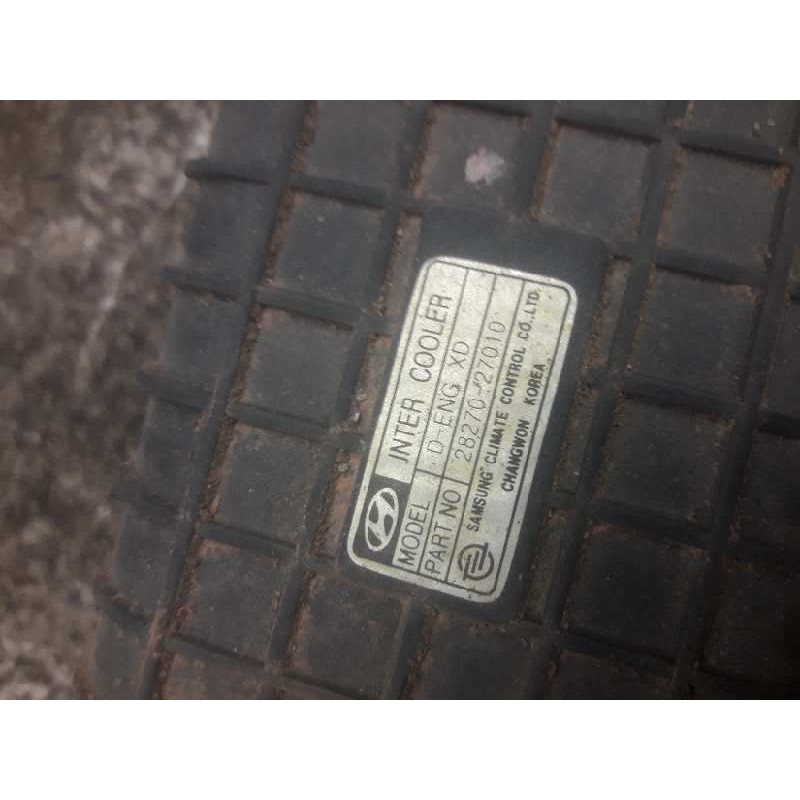 INTER COOLER
MODEL D-ENG XD
PART NO 28270-27010
SAMSUNG CLIMATE CONTROL CO.,LTD.
CHANGWON KOREA